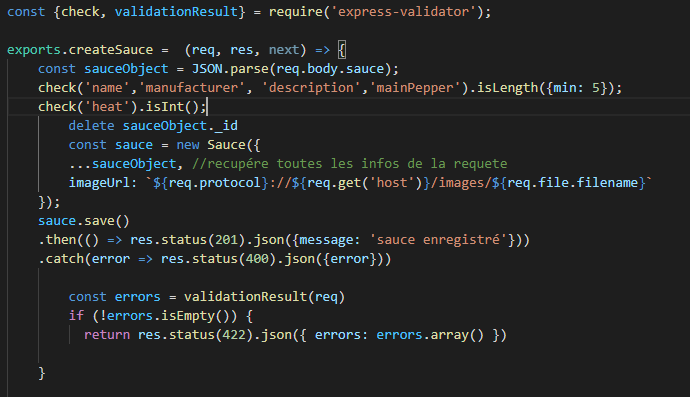 const {check, validationResult} = require('express-validator');
exports.createSauce =  (req, res, next) => {
    const sauceObject = JSON.parse(req.body.sauce);
    check('name','manufacturer', 'description','mainPepper').isLength({min: 5});
    check('heat').isInt();
        delete sauceObject._id
        const sauce = new Sauce({
        ...sauceObject, //recupére toutes les infos de la requete
        imageUrl: `${req.protocol}://${req.get('host')}/images/${req.file.filename}`
    });
    sauce.save()
    .then(() => res.status(201).json({message: 'sauce enregistré'}))
    .catch(error => res.status(400).json({error}))
        const errors = validationResult(req)
        if (!errors.isEmpty()) {
          return res.status(422).json({ errors: errors.array() })
    }